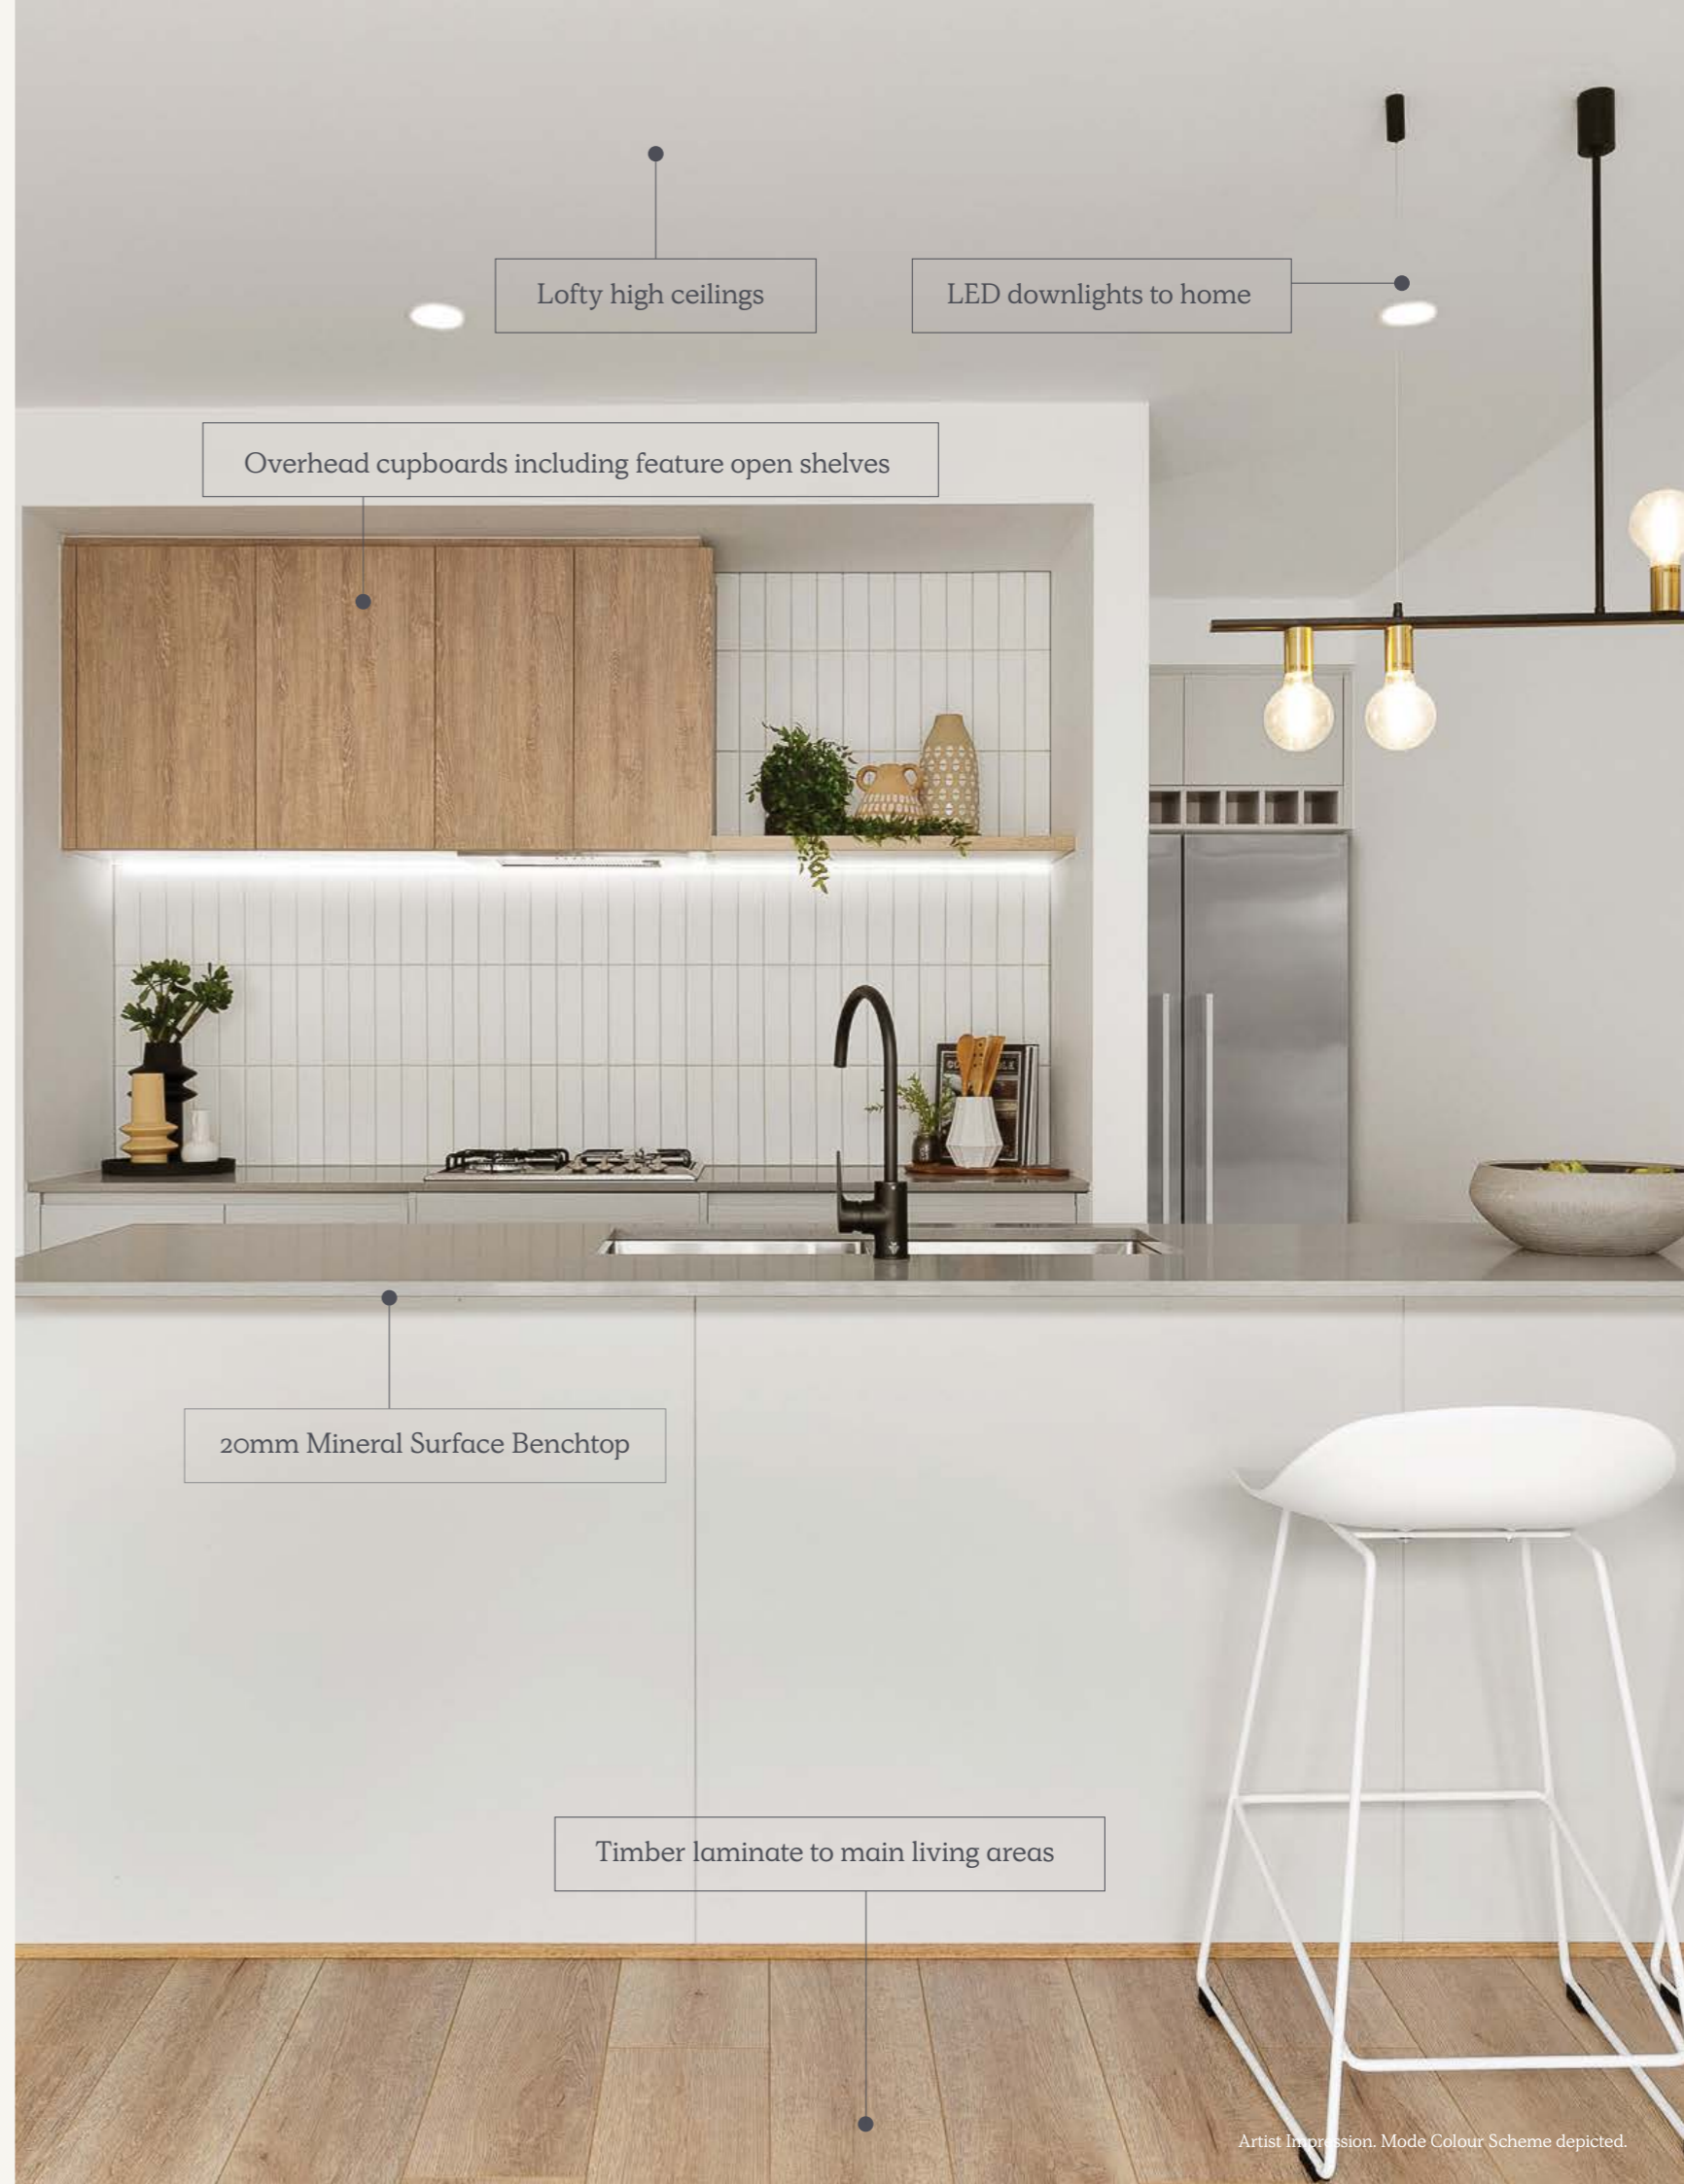 Lofty high ceilings
LED downlights to home
Overhead cupboards including feature open shelves
20mm Mineral Surface Benchtop
Timber laminate to main living areas
Artist Impression. Mode Colour Scheme depicted.